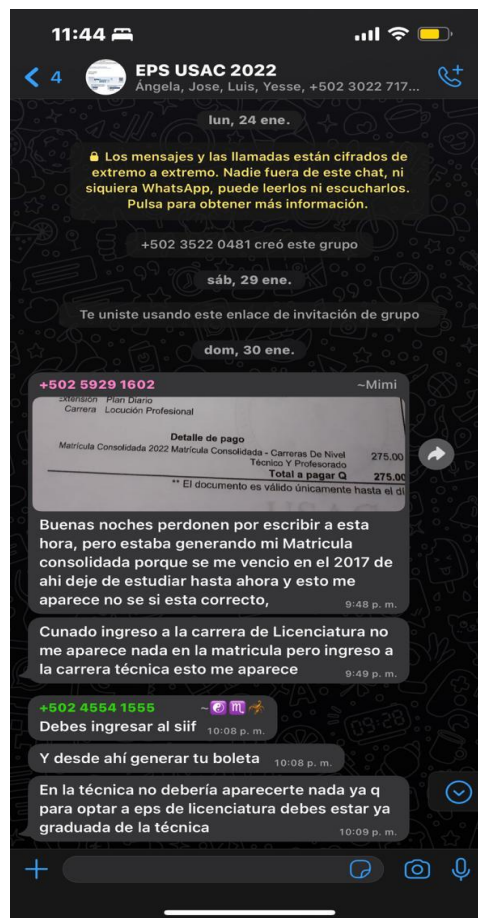 11:44
4
EPS USAC 2022
Ángela, Jose, Luis, Yesse, +502 3022 717...
lun, 24 ene.
Los mensajes y las llamadas están cifrados de
extremo a extremo. Nadie fuera de este chat, ni
siquiera WhatsApp, puede leerlos ni escucharlos.
Pulsa para obtener más información.
+502 3522 0481 creó este grupo
sáb, 29 ene.
Te uniste usando este enlace de invitación de grupo
dom, 30 ene.
+502 5929 1602 ~Mimi
Extensión Plan Diario
Carrera Locución Profesional
Detalle de pago
Matrícula Consolidada 2022 Matrícula Consolidada - Carreras De Nivel 275.00
Técnico Y Profesorado
Total a pagar Q 275.00
** El documento es válido únicamente hasta el dí
USAC
Buenas noches perdonen por escribir a esta
hora, pero estaba generando mi Matricula
consolidada porque se me vencio en el 2017 de
ahi deje de estudiar hasta ahora y esto me
aparece no se si esta correcto,
9:48 p. m.
Cunado ingreso a la carrera de Licenciatura no
me aparece nada en la matricula pero ingreso a
la carrera técnica esto me aparece
9:49 p. m.
+502 4554 1555 ~☯️♏🦂
Debes ingresar al siif 10:08 p. m.
Y desde ahí generar tu boleta 10:08 p. m.
En la técnica no debería aparecerte nada ya q
para optar a eps de licenciatura debes estar ya
graduada de la técnica
10:09 p. m.